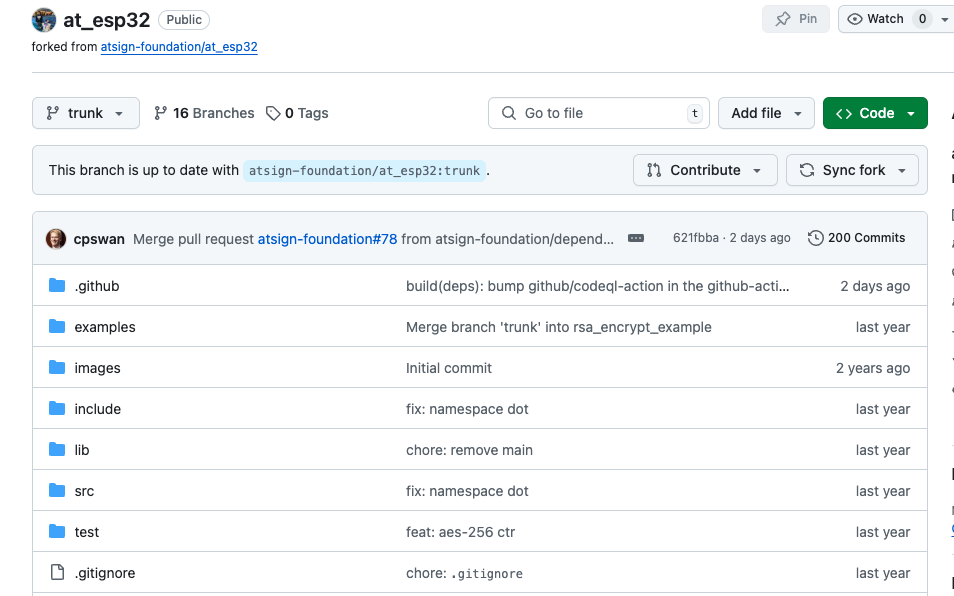 at_esp32 Public Pin Watch 0
forked from atsign-foundation/at_esp32
trunk 16 Branches 0 Tags Go to file t Add file Code
This branch is up to date with atsign-foundation/at_esp32:trunk.
Contribute Sync fork
cpswan Merge pull request atsign-foundation#78 from atsign-foundation/depend... 621fbba · 2 days ago 200 Commits
.github build(deps): bump github/codeql-action in the github-acti... 2 days ago
examples Merge branch 'trunk' into rsa_encrypt_example last year
images Initial commit 2 years ago
include fix: namespace dot last year
lib chore: remove main last year
src fix: namespace dot last year
test feat: aes-256 ctr last year
.gitignore chore: .gitignore last year